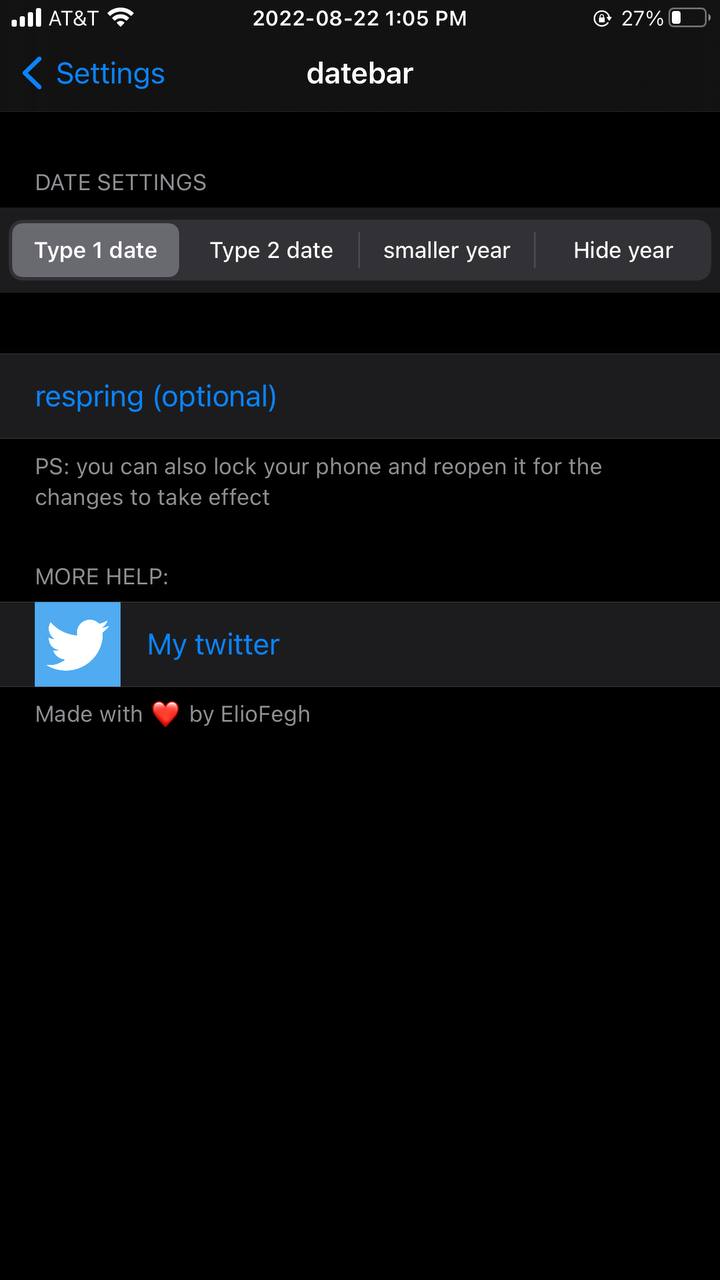 AT&T 2022-08-22 1:05 PM 27%
Settings datebar
DATE SETTINGS
Type 1 date Type 2 date smaller year Hide year
respring (optional)
PS: you can also lock your phone and reopen it for the
changes to take effect
MORE HELP:
My twitter
Made with ❤️ by ElioFegh